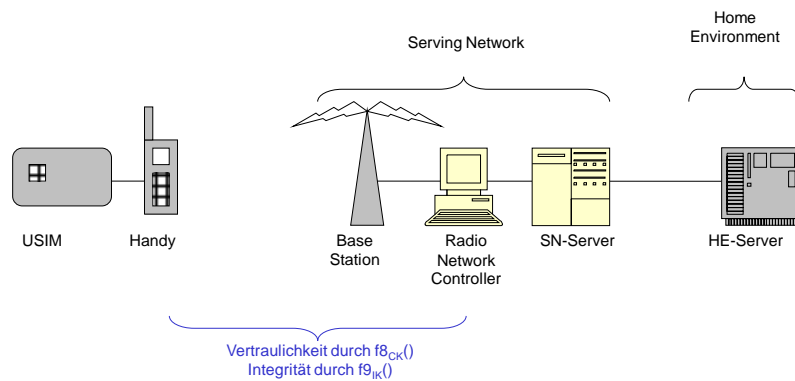 Serving Network
Home
Environment
USIM
Handy
Base
Station
Radio
Network
Controller
SN-Server
HE-Server
Vertraulichkeit durch f8CK()
Integrität durch f9IK()